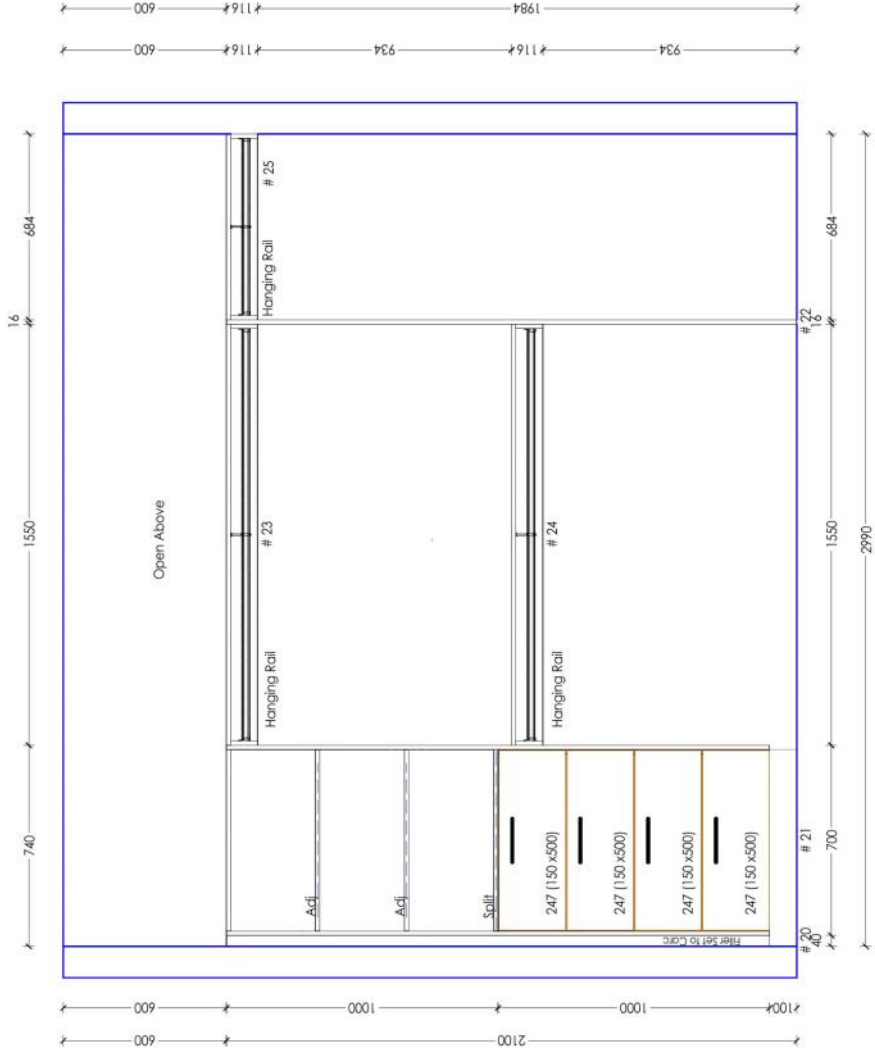 600
116
1984
600
116
934
116
934
684
# 25
Hanging Rail
684
16
# 22
16
Open Above
1550
# 23
Hanging Rail
# 24
Hanging Rail
1550
2990
740
Adj
Adj
Split
247 (150 x500)
247 (150 x500)
247 (150 x500)
247 (150 x500)
# 21
700
Filler Set to Carc
# 20
40
600
1000
1000
100
600
2100